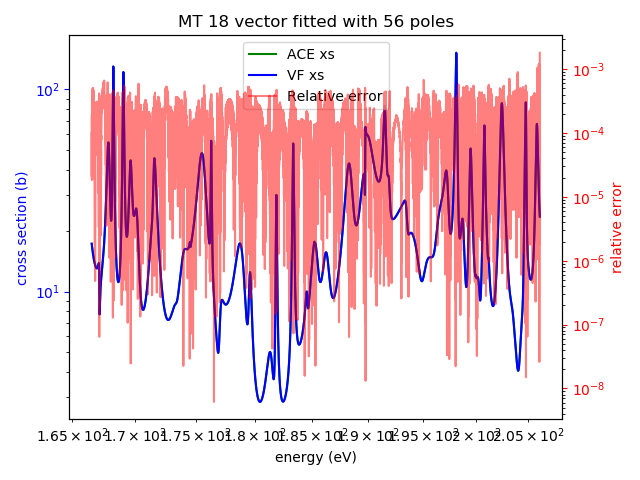 MT 18 vector fitted with 56 poles
ACE xs
VF xs
Relative error
cross section (b)
10²
10¹
relative error
10⁻³
10⁻⁴
10⁻⁵
10⁻⁶
10⁻⁷
10⁻⁸
1.65 × 10² 1.7 × 10² 1.75 × 10² 1.8 × 10² 1.85 × 10² 1.9 × 10² 1.95 × 10² 2 × 10² 2.05 × 10²
energy (eV)